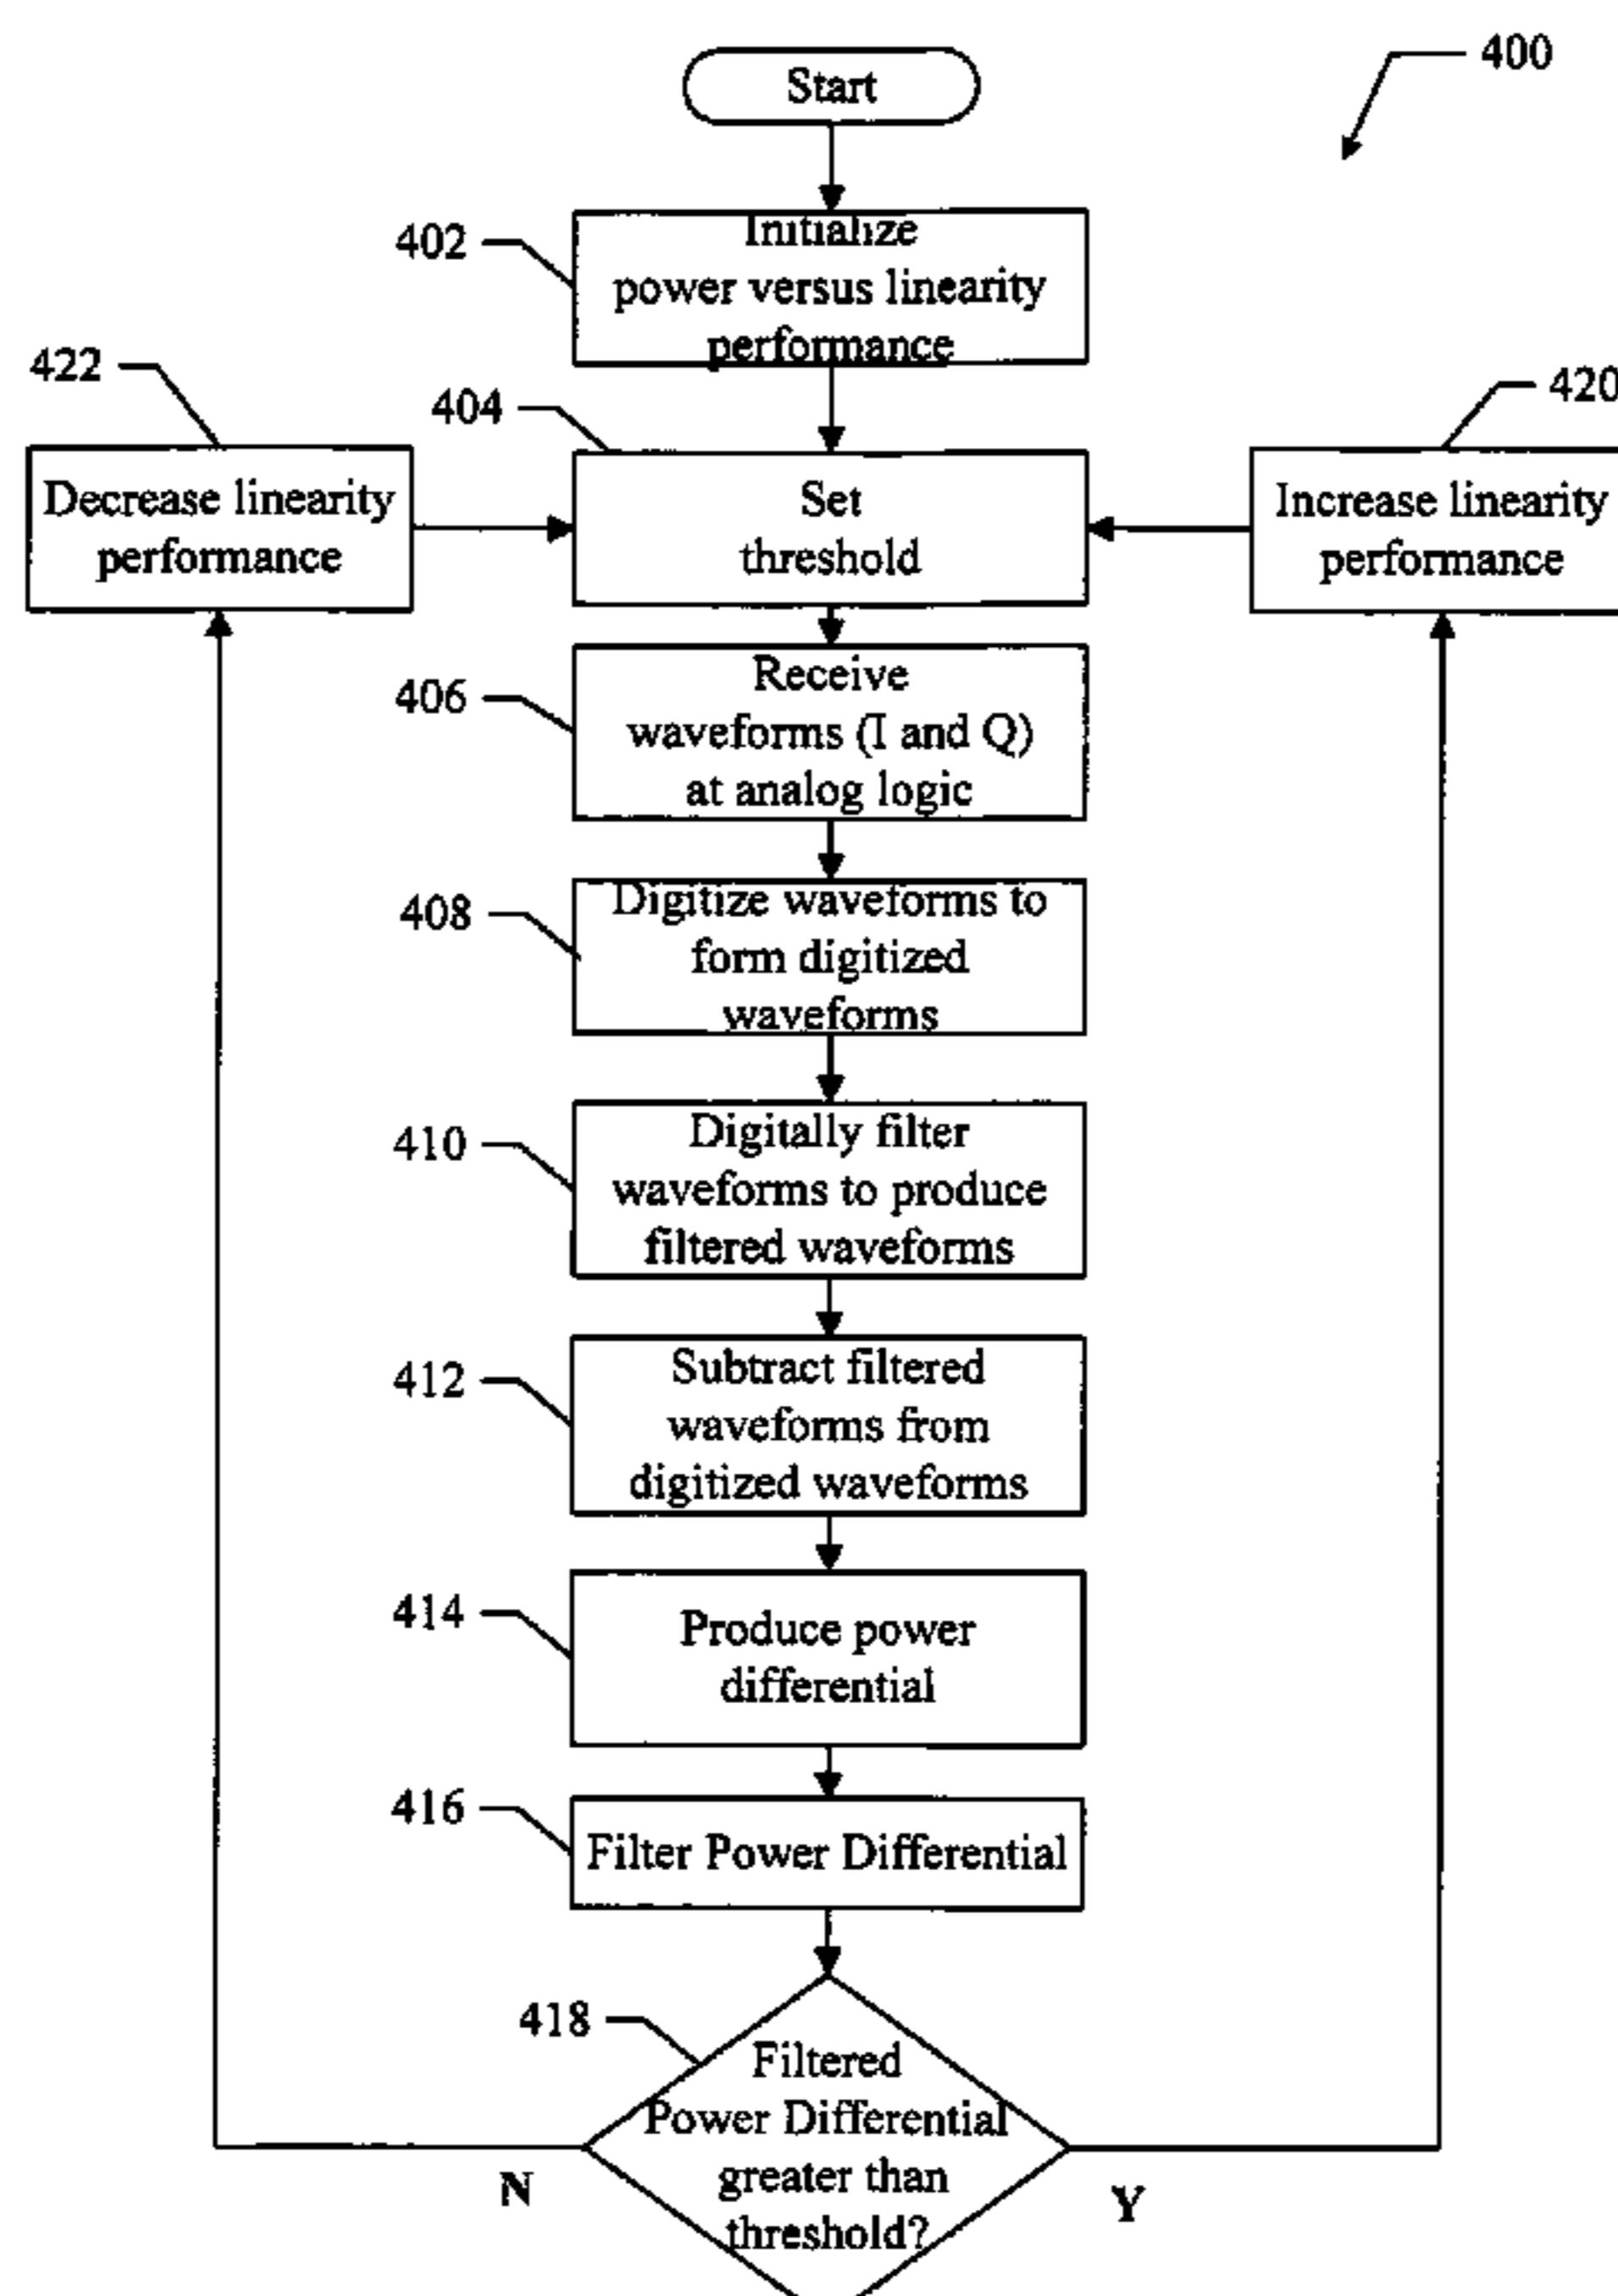 400
Start
402
Initialize
power versus linearity
performance
422
404
420
Decrease linearity
performance
Set
threshold
Increase linearity
performance
406
Receive
waveforms (I and Q)
at analog logic
408
Digitize waveforms to
form digitized
waveforms
410
Digitally filter
waveforms to produce
filtered waveforms
412
Subtract filtered
waveforms from
digitized waveforms
414
Produce power
differential
416
Filter Power Differential
418
Filtered
Power Differential
greater than
threshold?
N
Y